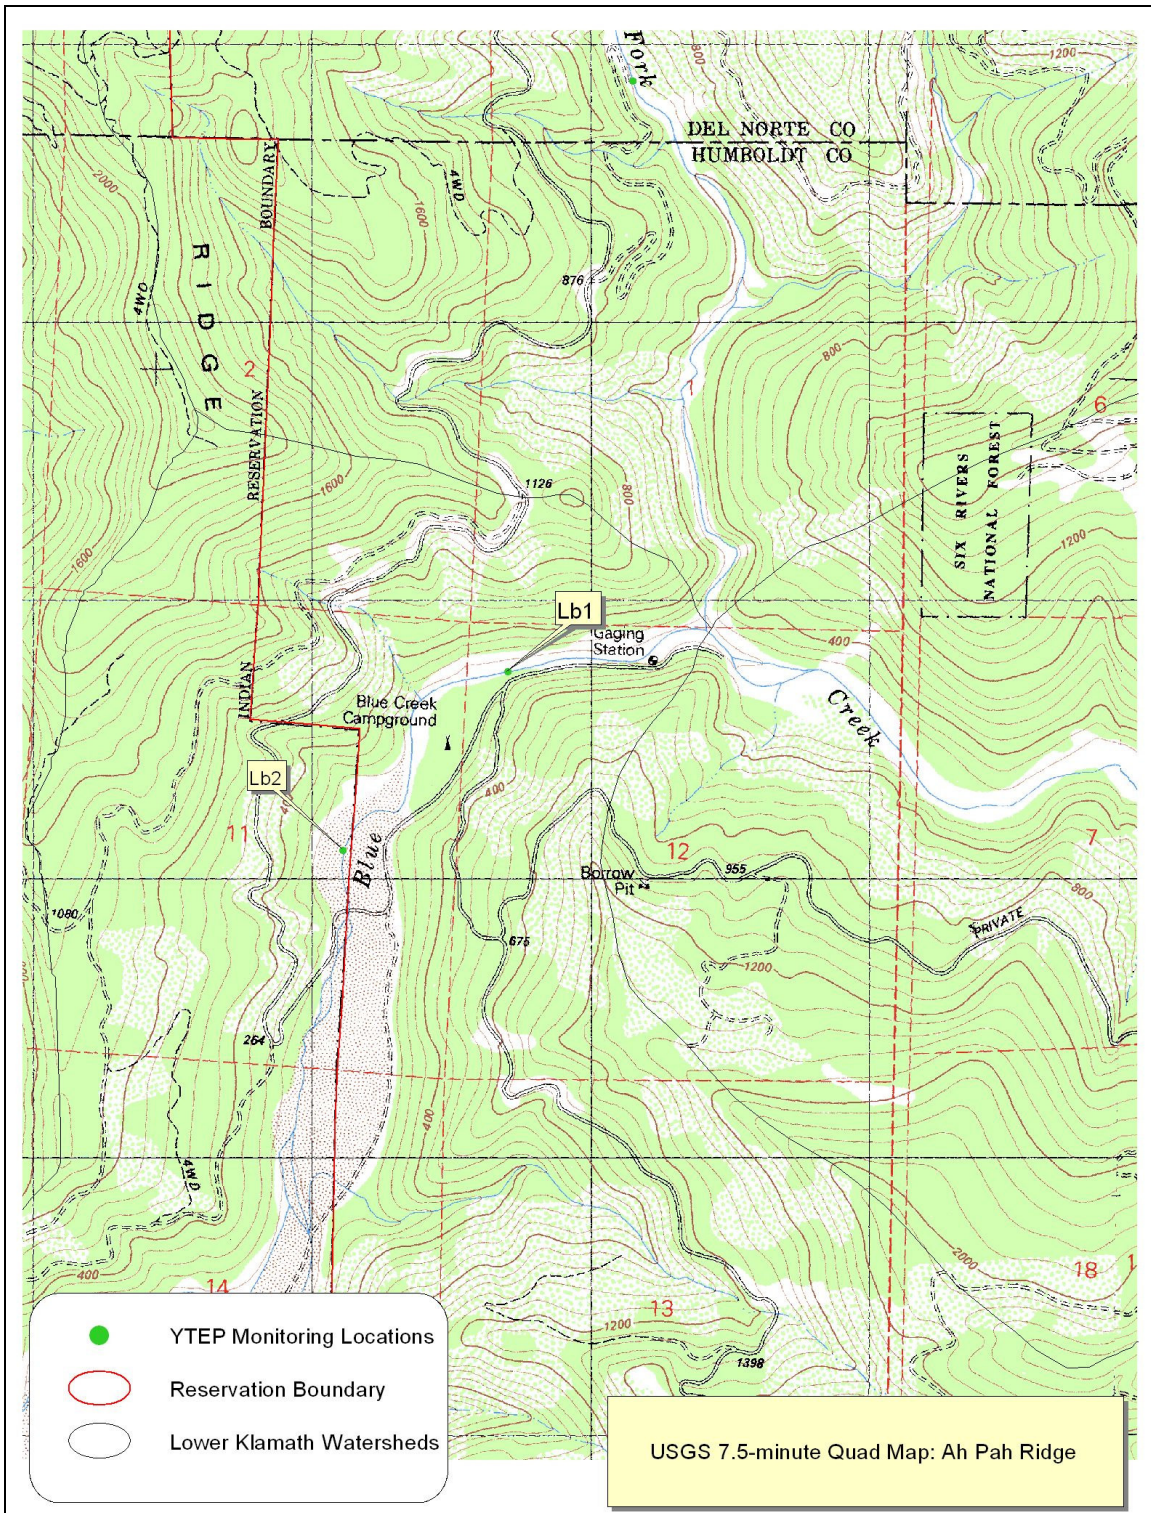 Fork
800
1200
DEL NORTE CO
HUMBOLDT CO
2000
BOUNDARY
4WD
1600
RIDGE
4WD
876
800
2
1
6
RESERVATION
1126
1600
800
SIX RIVERS
NATIONAL FOREST
1200
1600
Lb1
Gaging
Station
400
INDIAN
Blue Creek
Campground
Creek
Lb2
400
400
11
Blue
12
7
Borrow
Pit
955
800
1080
675
PRIVATE
1200
264
400
4WD
2000
400
14
13
18
1
1200
1398
YTEP Monitoring Locations
Reservation Boundary
Lower Klamath Watersheds
USGS 7.5-minute Quad Map: Ah Pah Ridge